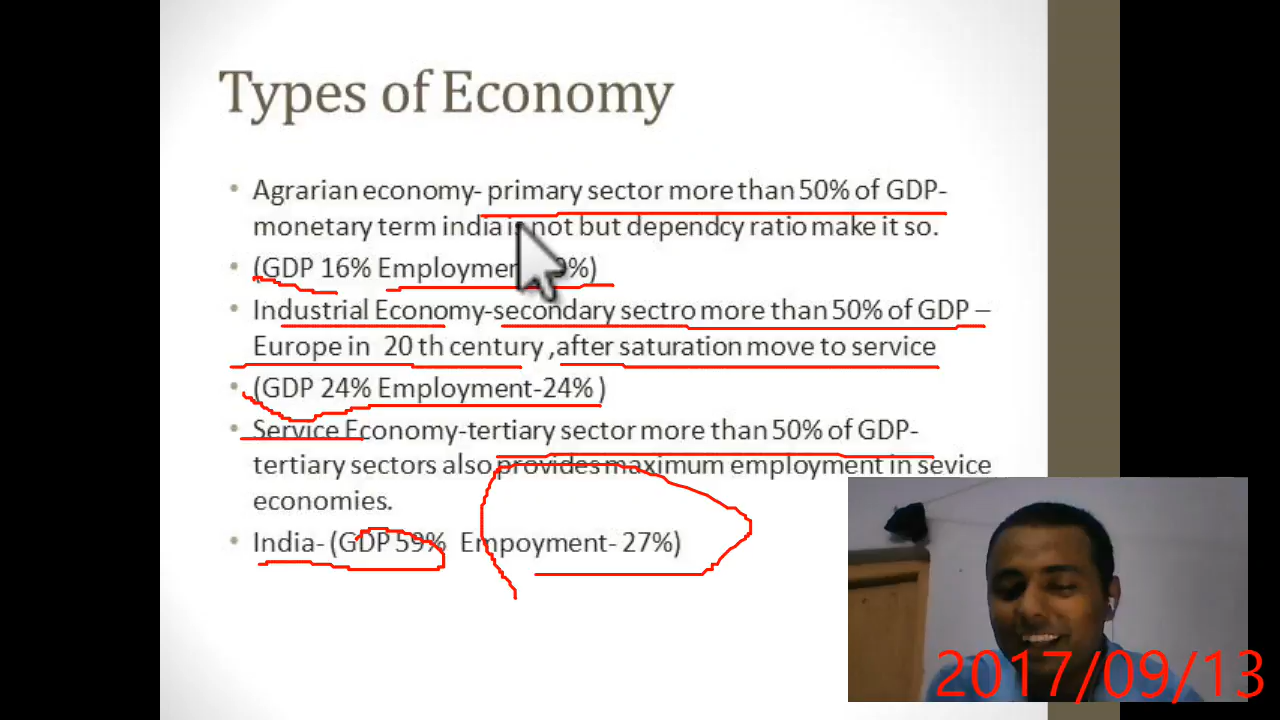 Types of Economy
Agrarian economy- primary sector more than 50% of GDP-
monetary term india is not but dependcy ratio make it so.
(GDP 16% Employmen 9%)
Industrial Economy-secondary sectro more than 50% of GDP –
Europe in 20 th century ,after saturation move to service
(GDP 24% Employment-24% )
Service Economy-tertiary sector more than 50% of GDP-
tertiary sectors also provides maximum employment in sevice
economies.
India- (GDP 59% Empoyment- 27%)
2017/09/13